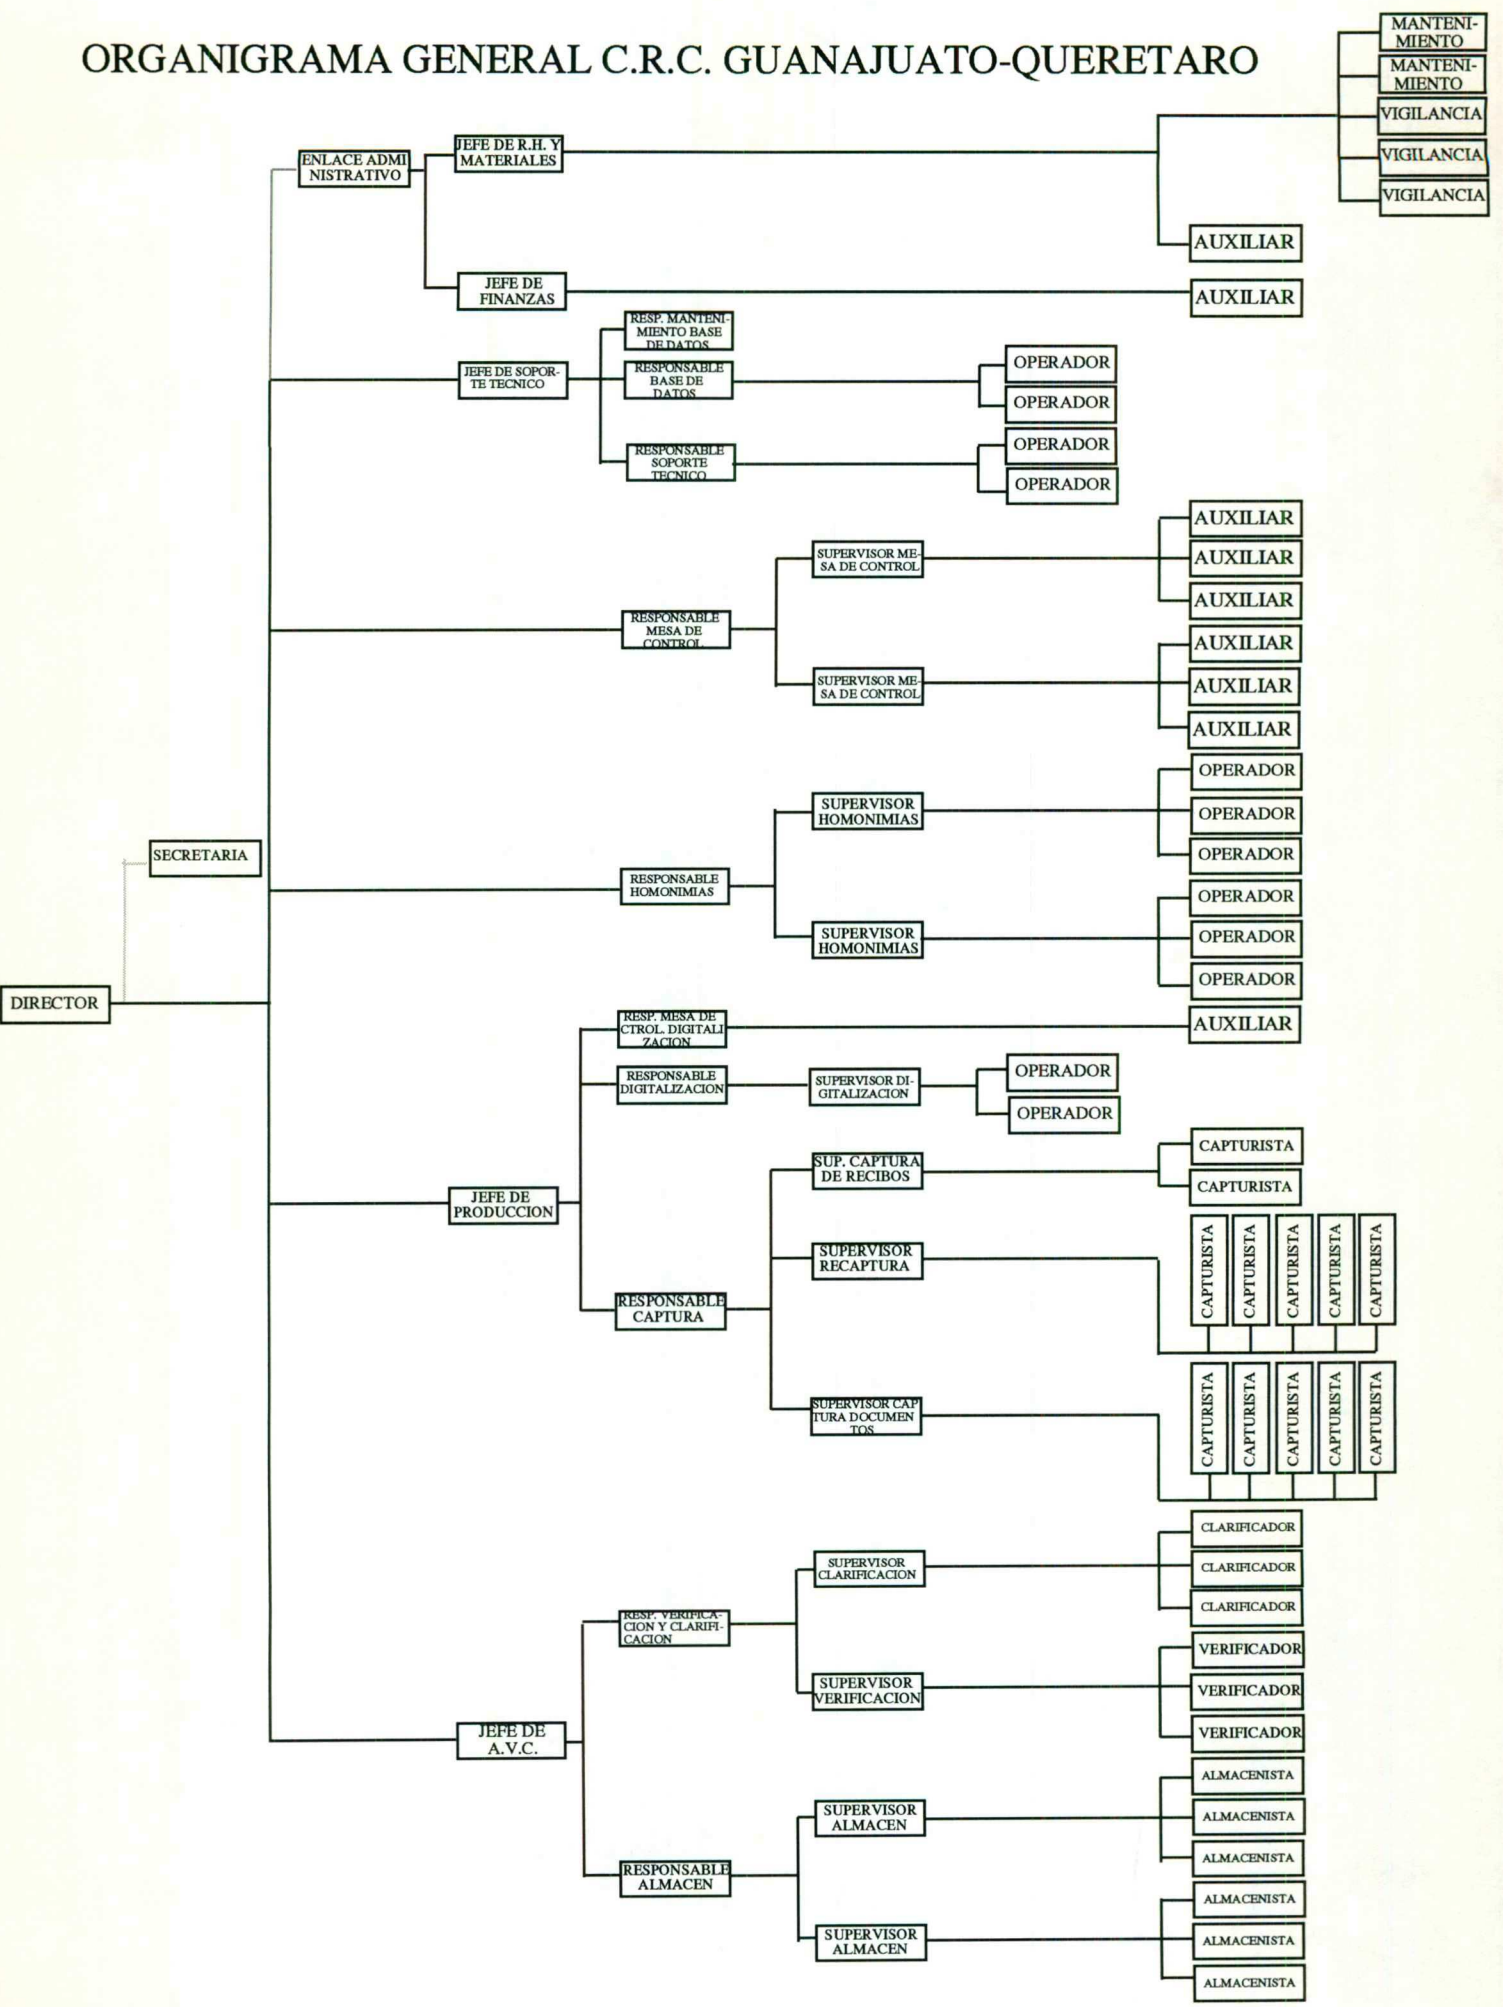 ORGANIGRAMA GENERAL C.R.C. GUANAJUATO-QUERETARO
MANTENI-
MIENTO
MANTENI-
MIENTO
VIGILANCIA
VIGILANCIA
VIGILANCIA
JEFE DE R.H. Y
MATERIALES
ENLACE ADMI
NISTRATIVO
AUXILIAR
JEFE DE
FINANZAS
AUXILIAR
RESP. MANTENI-
MIENTO BASE
DE DATOS
JEFE DE SOPOR-
TE TECNICO
RESPONSABLE
BASE DE
DATOS
OPERADOR
OPERADOR
RESPONSABLE
SOPORTE
TECNICO
OPERADOR
OPERADOR
AUXILIAR
SUPERVISOR ME-
SA DE CONTROL
AUXILIAR
AUXILIAR
RESPONSABLE
MESA DE
CONTROL
AUXILIAR
SUPERVISOR ME-
SA DE CONTROL
AUXILIAR
AUXILIAR
OPERADOR
SUPERVISOR
HOMONIMIAS
OPERADOR
OPERADOR
SECRETARIA
RESPONSABLE
HOMONIMIAS
OPERADOR
SUPERVISOR
HOMONIMIAS
OPERADOR
OPERADOR
DIRECTOR
RESP. MESA DE
CTROL. DIGITALI
ZACION
AUXILIAR
RESPONSABLE
DIGITALIZACION
SUPERVISOR DI-
GITALIZACION
OPERADOR
OPERADOR
SUP. CAPTURA
DE RECIBOS
CAPTURISTA
CAPTURISTA
JEFE DE
PRODUCCION
SUPERVISOR
RECAPTURA
CAPTURISTA
CAPTURISTA
CAPTURISTA
CAPTURISTA
CAPTURISTA
RESPONSABLE
CAPTURA
SUPERVISOR CAP
TURA DOCUMEN
TOS
CAPTURISTA
CAPTURISTA
CAPTURISTA
CAPTURISTA
CAPTURISTA
CLARIFICADOR
SUPERVISOR
CLARIFICACION
CLARIFICADOR
CLARIFICADOR
RESP. VERIFICA-
CION Y CLARIFI-
CACION
VERIFICADOR
SUPERVISOR
VERIFICACION
VERIFICADOR
VERIFICADOR
JEFE DE
A.V.C.
ALMACENISTA
SUPERVISOR
ALMACEN
ALMACENISTA
ALMACENISTA
RESPONSABLE
ALMACEN
ALMACENISTA
SUPERVISOR
ALMACEN
ALMACENISTA
ALMACENISTA